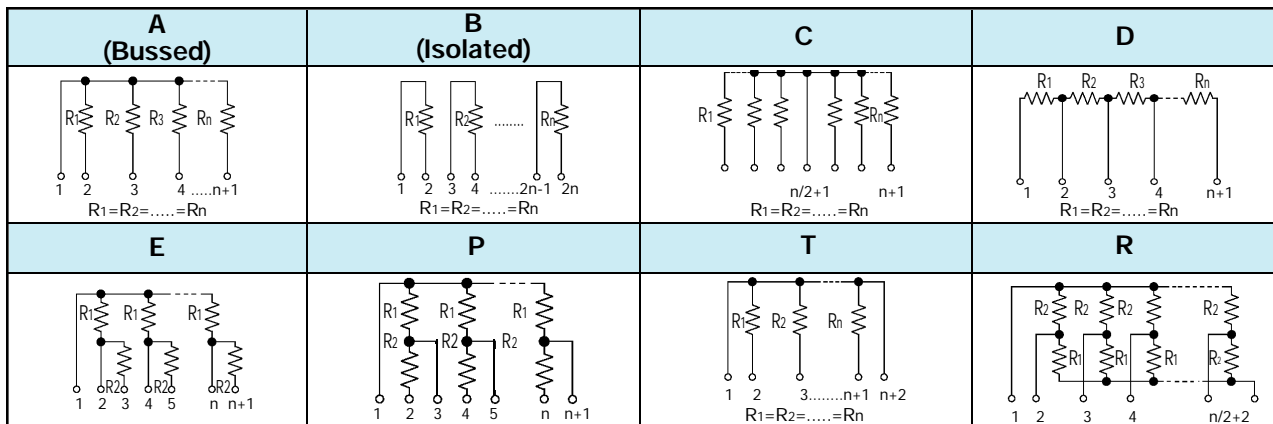 A
(Bussed)
B
(Isolated)
C
D
R1 R2 R3 Rn
1 2 3 4 .....n+1
R1=R2=.....=Rn
R1 R2 ........ Rn
1 2 3 4 .......2n-1 2n
R1=R2=.....=Rn
R1 Rn
n/2+1 n+1
R1=R2=.....=Rn
R1 R2 R3 Rn
1 2 3 4 n+1
R1=R2=.....=Rn
E
P
T
R
R1 R1 R1
R2 R2 R2
1 2 3 4 5 n n+1
R1 R1 R1
R2 R2 R2
1 2 3 4 5 n n+1
R1 R2 Rn
1 2 3........n+1 n+2
R1=R2=.....=Rn
R2 R2 R2 R2
R1 R1 R1 R2
1 2 3 4 n/2+2